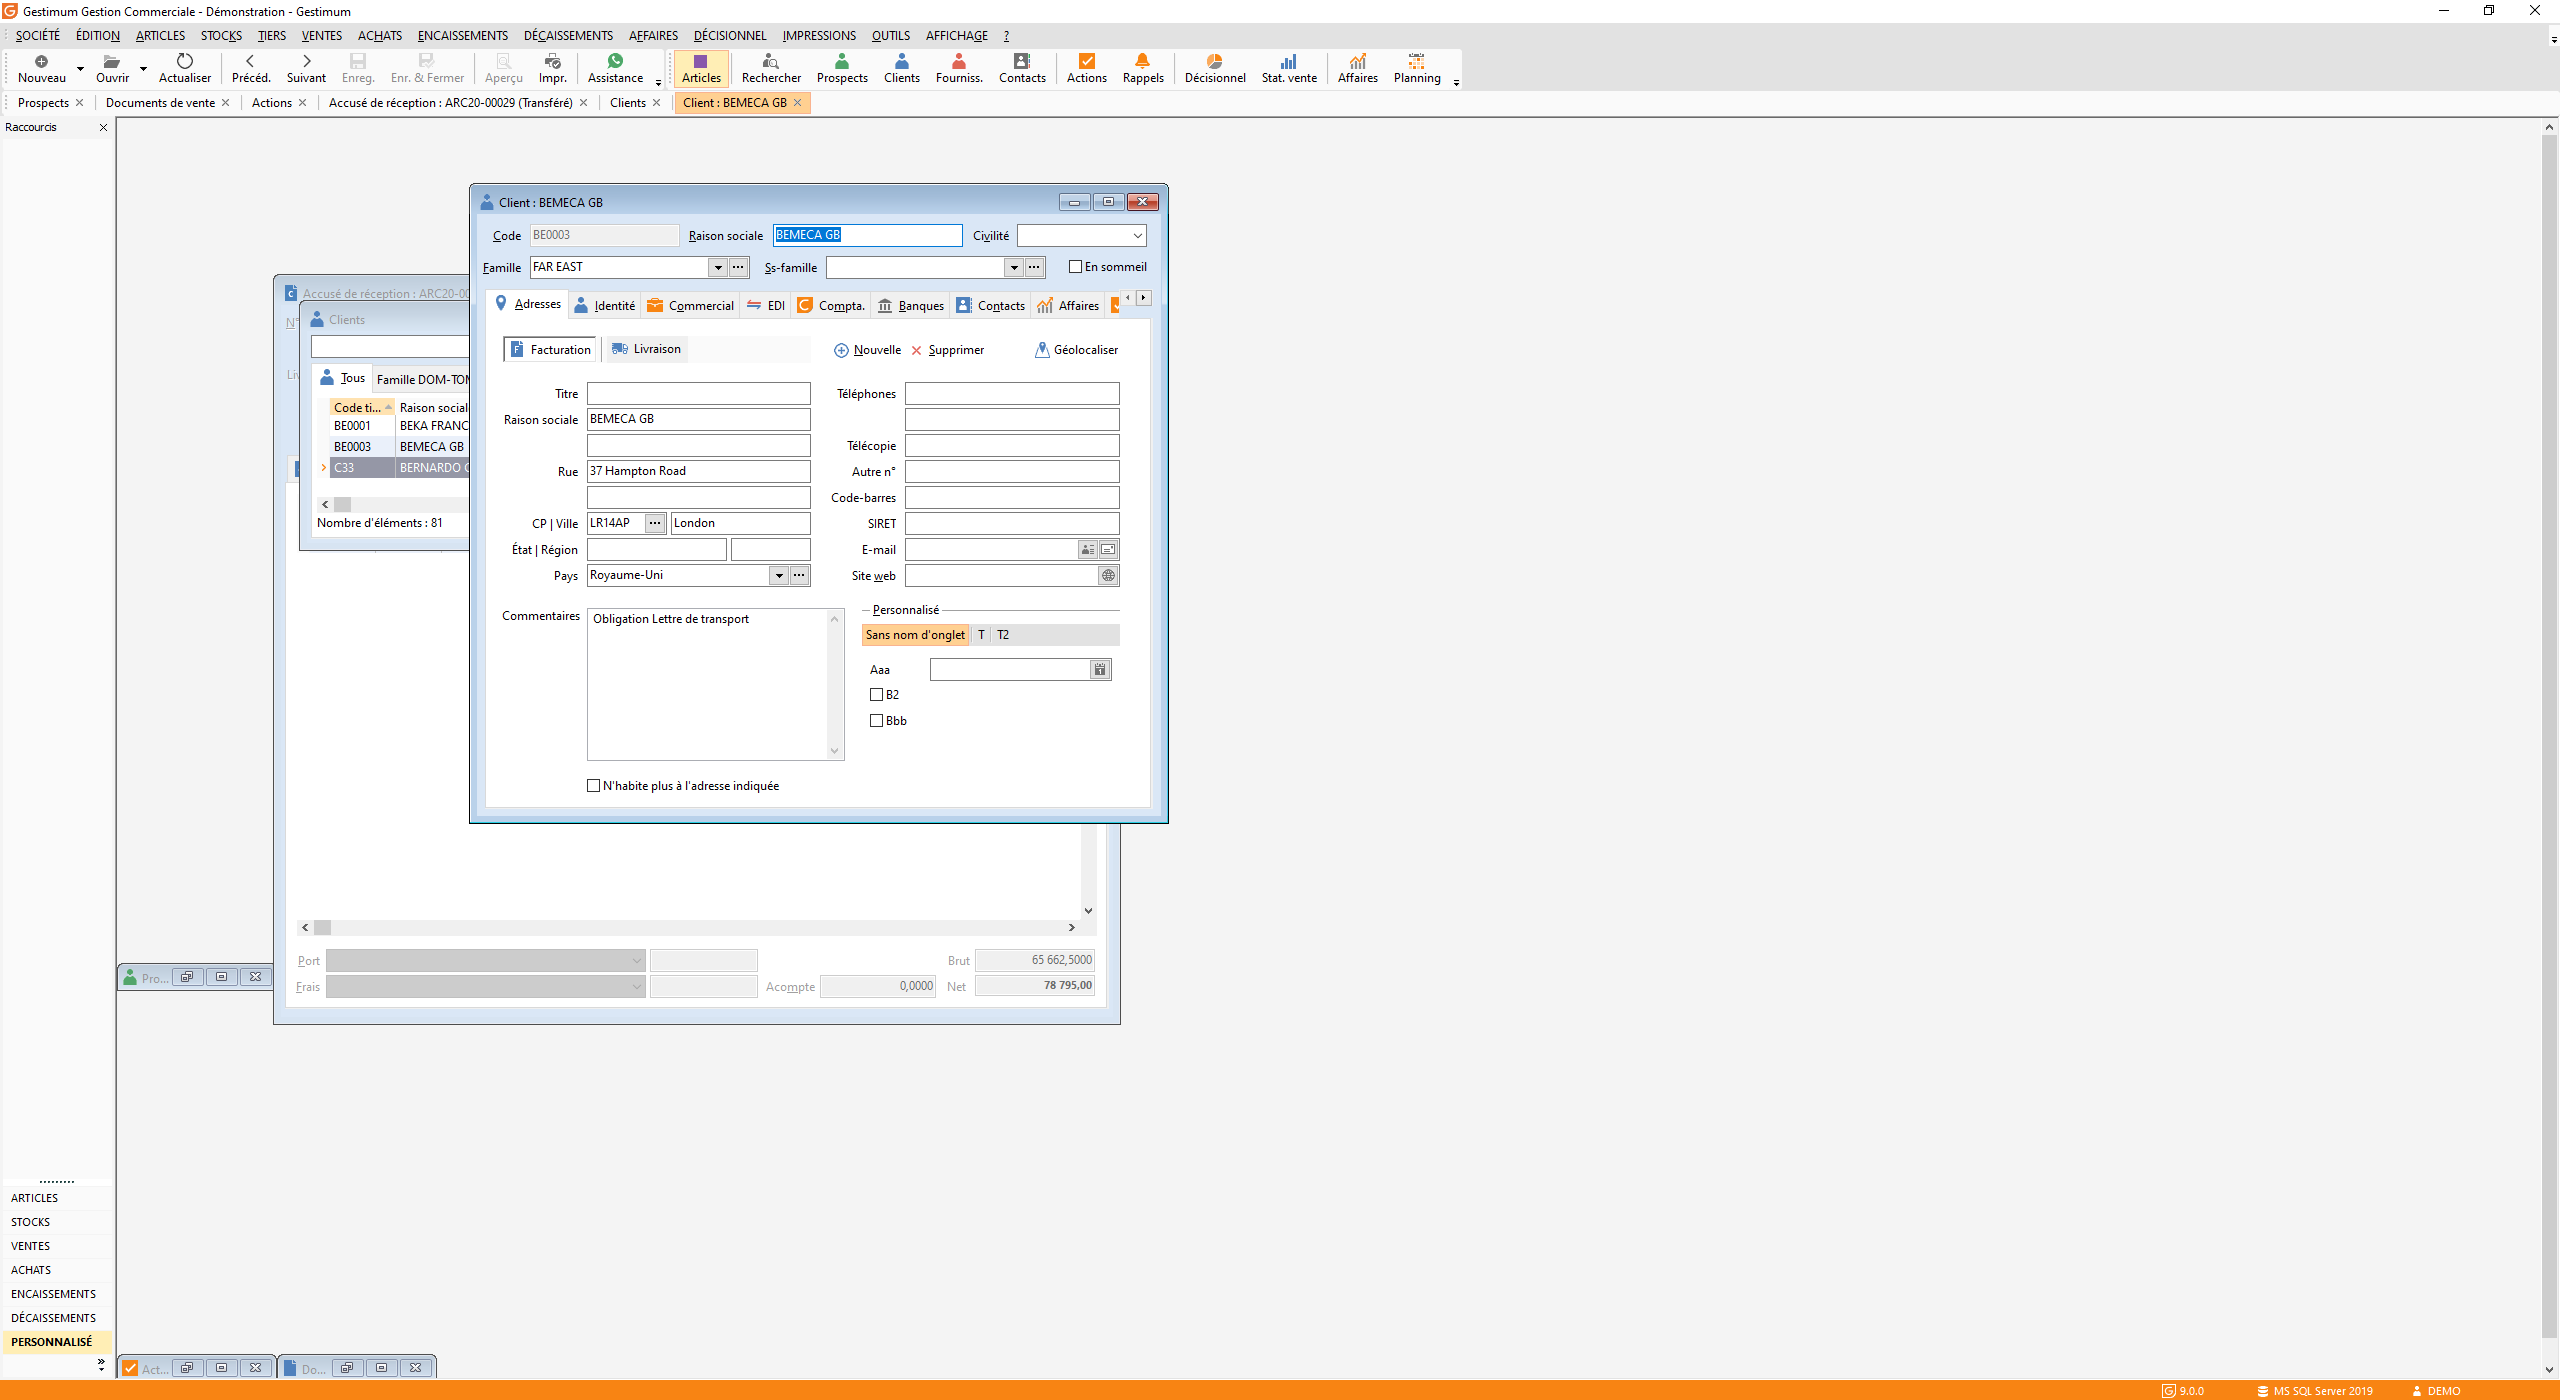 Gestimum Gestion Commerciale - Démonstration - Gestimum
SOCIÉTÉ ÉDITION ARTICLES STOCKS TIERS VENTES ACHATS ENCAISSEMENTS DÉCAISSEMENTS AFFAIRES DÉCISIONNEL IMPRESSIONS OUTILS AFFICHAGE ?
Nouveau Ouvrir Actualiser Précéd. Suivant Enreg. Enr. & Fermer Aperçu Impr. Assistance Articles Rechercher Prospects Clients Fourniss. Contacts Actions Rappels Décisionnel Stat. vente Affaires Planning
Prospects Documents de vente Actions Accusé de réception : ARC20-00029 (Transféré) Clients Client : BEMECA GB
Raccourcis
Client : BEMECA GB
Code BE0003 Raison sociale BEMECA GB Civilité
Famille FAR EAST Ss-famille En sommeil
Adresses Identité Commercial EDI Compta. Banques Contacts Affaires
Facturation Livraison Nouvelle Supprimer Géolocaliser
Titre Téléphones
Raison sociale BEMECA GB
Télécopie
Rue 37 Hampton Road Autre n°
Code-barres
CP | Ville LR14AP London SIRET
État | Région E-mail
Pays Royaume-Uni Site web
Commentaires Obligation Lettre de transport
Personnalisé
Sans nom d'onglet T T2
Aaa
B2
Bbb
N'habite plus à l'adresse indiquée
Accusé de réception : ARC20-00
N°
Clients
Liv
Tous Famille DOM-TOM
Code ti... Raison social
BE0001 BEKA FRANC
BE0003 BEMECA GB
C33 BERNARDO
Nombre d'éléments : 81
Port Brut 65 662,5000
Frais Acompte 0,0000 Net 78 795,00
Pro...
ARTICLES
STOCKS
VENTES
ACHATS
ENCAISSEMENTS
DÉCAISSEMENTS
PERSONNALISÉ
Act... Do...
9.0.0 MS SQL Server 2019 DEMO